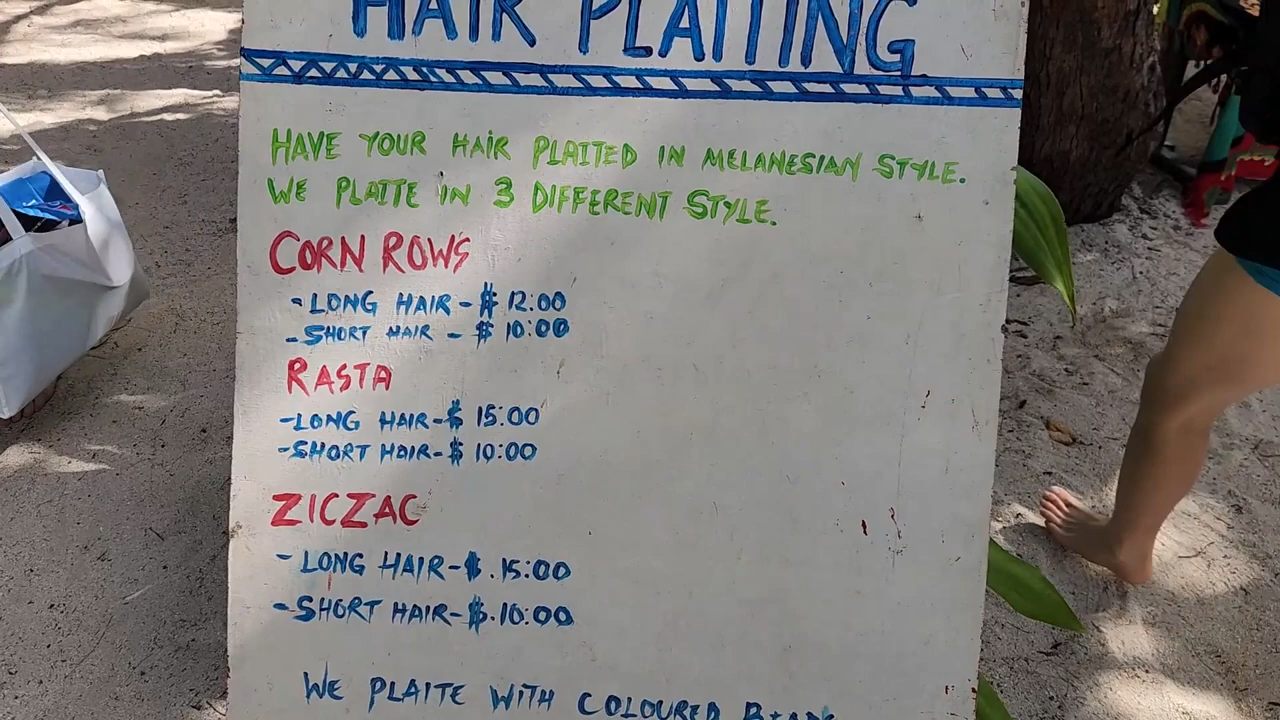 HAIR PLAITING
HAVE YOUR HAIR PLAITED IN MELANESIAN STYLE.
WE PLAITE IN 3 DIFFERENT STYLE.
CORN ROWS
- LONG HAIR - $ 12:00
- SHORT HAIR - $ 10:00
RASTA
- LONG HAIR - $ 15:00
- SHORT HAIR - $ 10:00
ZICZAC
- LONG HAIR - $. 15:00
- SHORT HAIR - $. 10:00
WE PLAITE WITH COLOURED